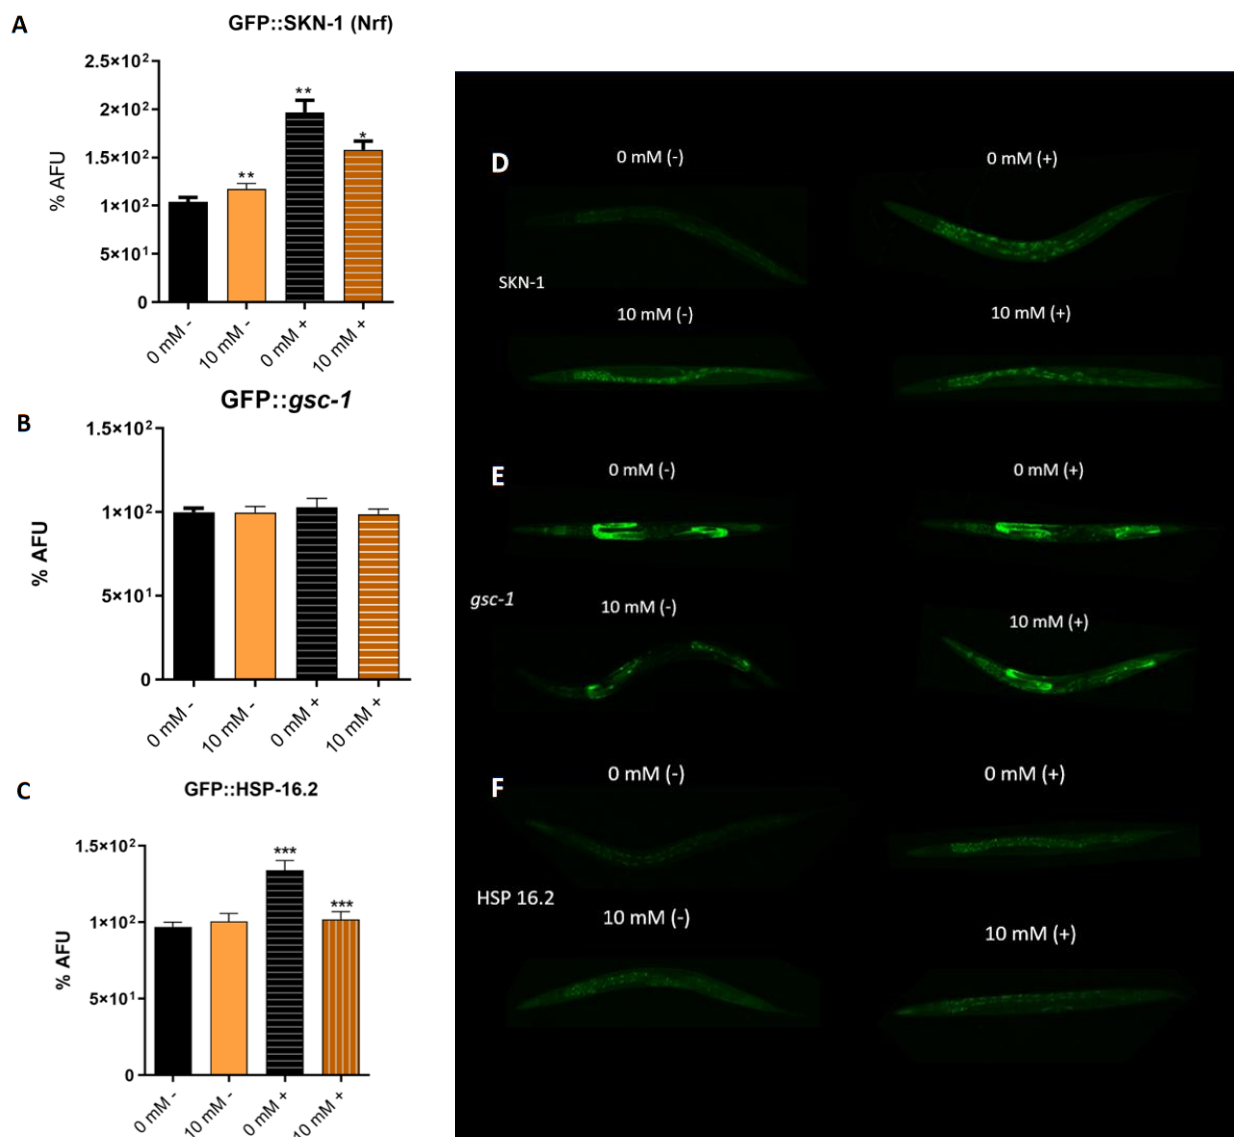 A
GFP::SKN-1 (Nrf)
% AFU
2.5×10²
2×10²
1.5×10²
1×10²
5×10¹
0
**
**
*
0 mM -
10 mM -
0 mM +
10 mM +
B
GFP::gsc-1
% AFU
1.5×10²
1×10²
5×10¹
0
0 mM -
10 mM -
0 mM +
10 mM +
C
GFP::HSP-16.2
% AFU
1.5×10²
1×10²
5×10¹
0
***
***
0 mM -
10 mM -
0 mM +
10 mM +
D
0 mM (-)
0 mM (+)
SKN-1
10 mM (-)
10 mM (+)
E
0 mM (-)
0 mM (+)
gsc-1
10 mM (-)
10 mM (+)
F
0 mM (-)
0 mM (+)
HSP 16.2
10 mM (-)
10 mM (+)